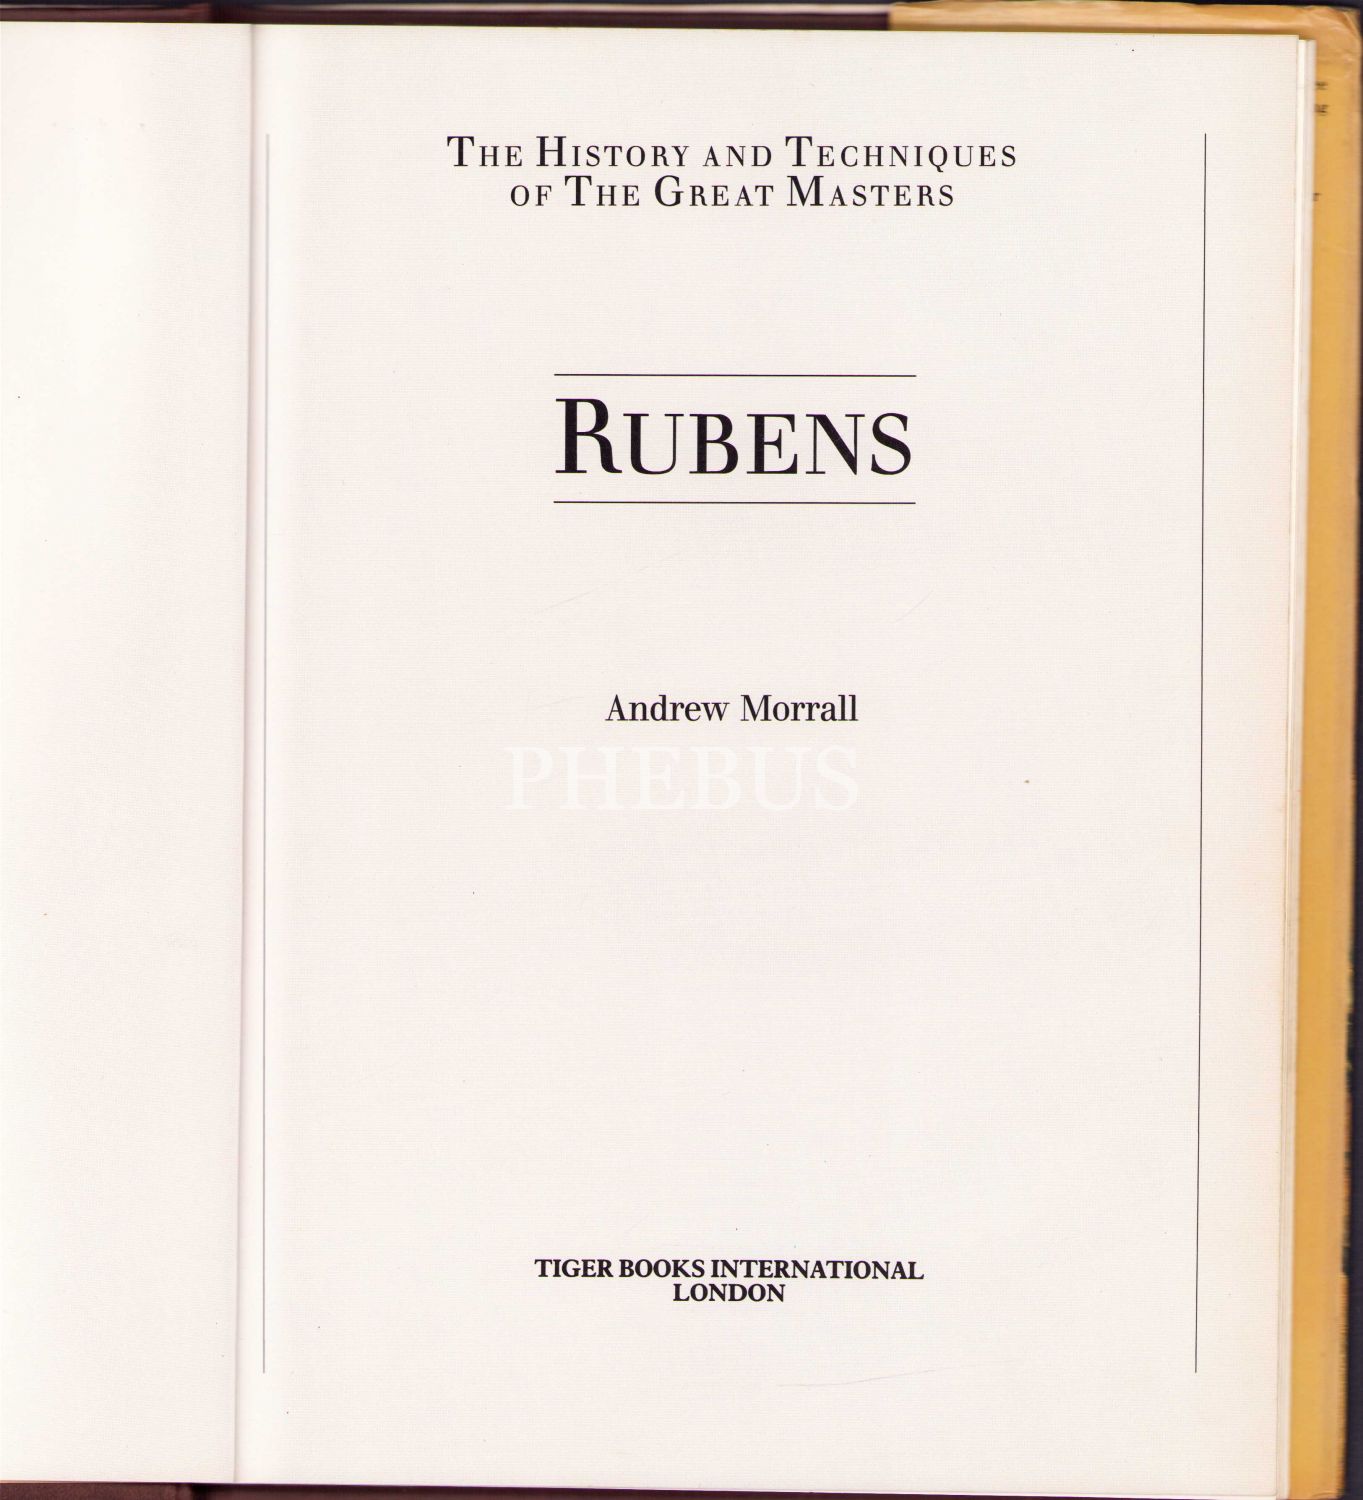 THE HISTORY AND TECHNIQUES
OF THE GREAT MASTERS
RUBENS
Andrew Morrall
PHEBUS
TIGER BOOKS INTERNATIONAL
LONDON